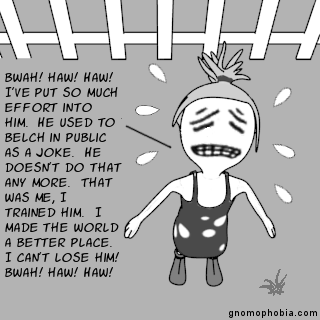 BWAH! HAW! HAW!
I'VE PUT SO MUCH
EFFORT INTO
HIM. HE USED TO
BELCH IN PUBLIC
AS A JOKE. HE
DOESN'T DO THAT
ANY MORE. THAT
WAS ME, I
TRAINED HIM. I
MADE THE WORLD
A BETTER PLACE.
I CAN'T LOSE HIM!
BWAH! HAW! HAW!
gnomophobia.com